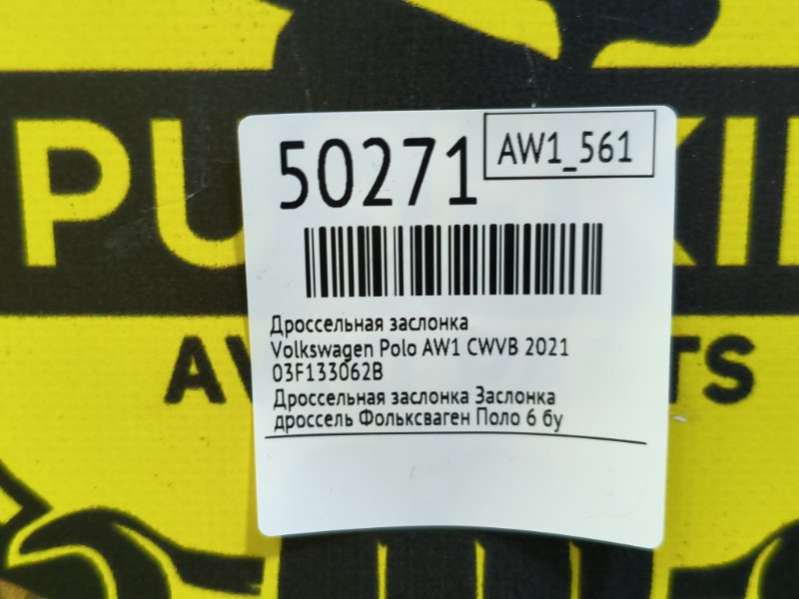 50271
AW1_561
Дроссельная заслонка
Volkswagen Polo AW1 CWVB 2021
03F133062B
Дроссельная заслонка Заслонка
дроссель Фольксваген Поло 6 бу